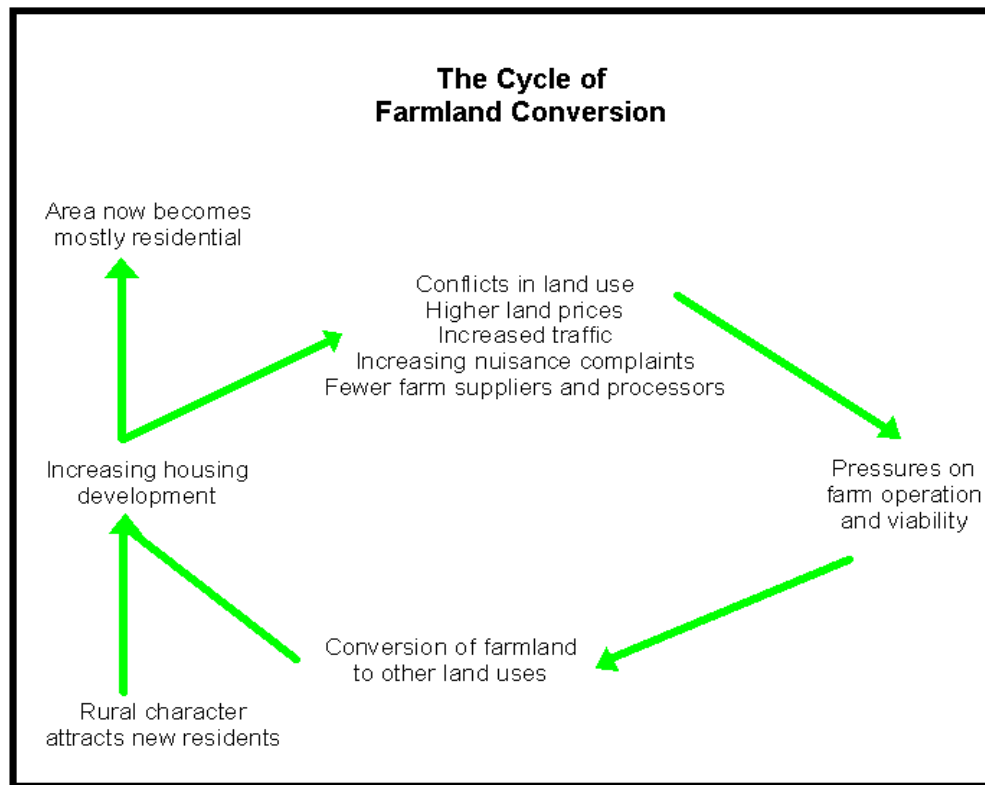 The Cycle of
Farmland Conversion
Area now becomes
mostly residential
Conflicts in land use
Higher land prices
Increased traffic
Increasing nuisance complaints
Fewer farm suppliers and processors
Increasing housing
development
Pressures on
farm operation
and viability
Conversion of farmland
to other land uses
Rural character
attracts new residents